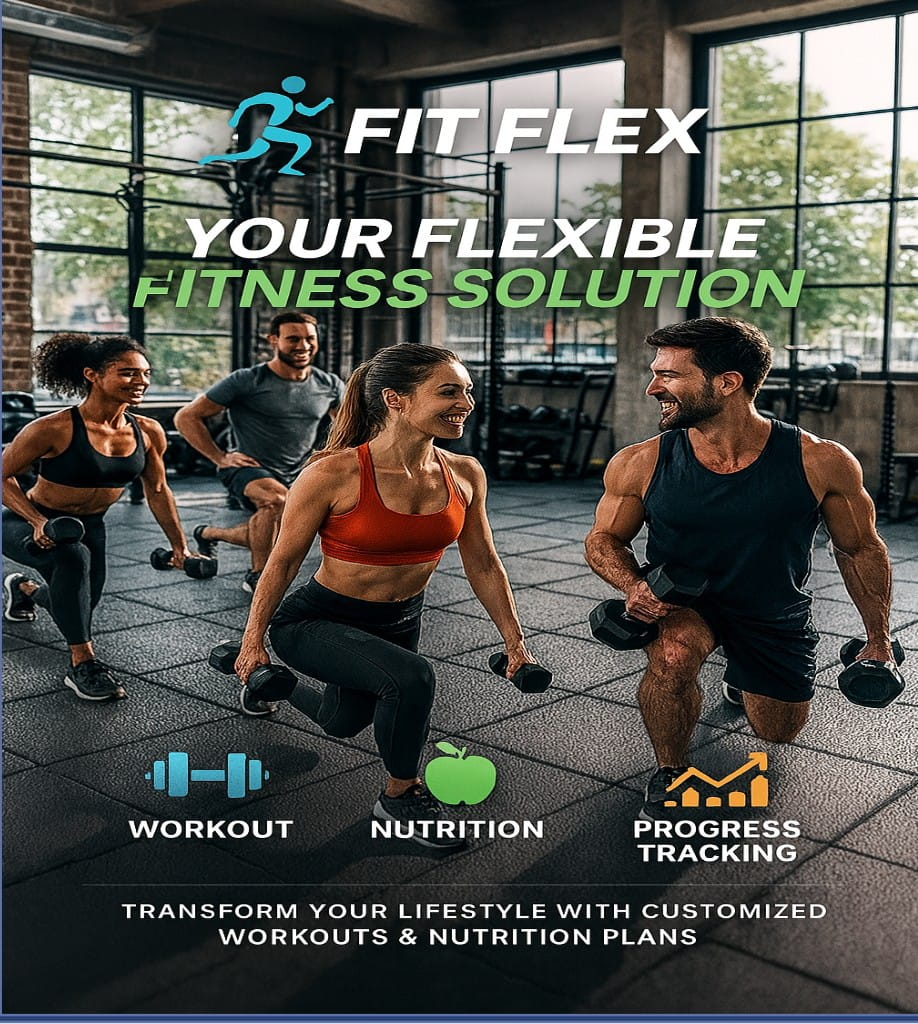 FIT FLEX
YOUR FLEXIBLE
FITNESS SOLUTION
WORKOUT
NUTRITION
PROGRESS
TRACKING
TRANSFORM YOUR LIFESTYLE WITH CUSTOMIZED
WORKOUTS & NUTRITION PLANS